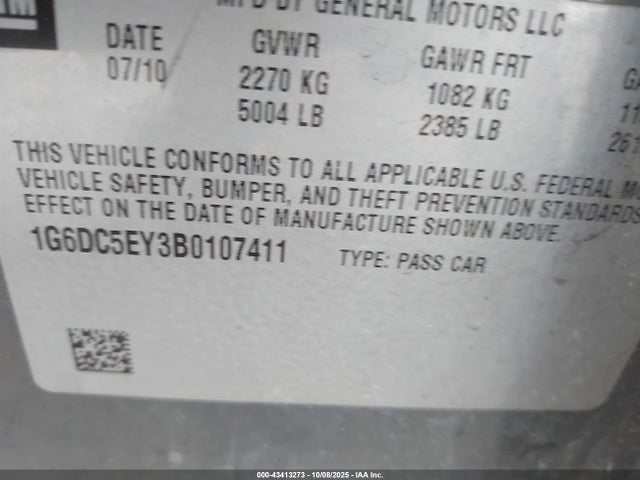 GM
MFD BY GENERAL MOTORS LLC
DATE GVWR GAWR FRT
07/10 2270 KG 1082 KG
5004 LB 2385 LB
THIS VEHICLE CONFORMS TO ALL APPLICABLE U.S. FEDERAL
VEHICLE SAFETY, BUMPER, AND THEFT PREVENTION STANDARDS
EFFECT ON THE DATE OF MANUFACTURE SHOWN ABOVE.
1G6DC5EY3B0107411 TYPE: PASS CAR
000-43413273 - 10/08/2025 - IAA Inc.